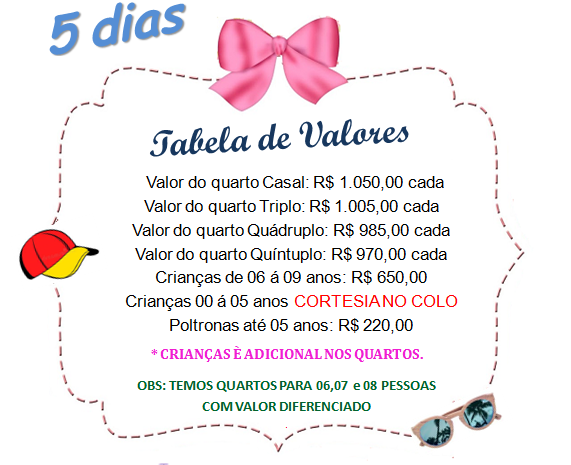 5 dias
Tabela de Valores
Valor do quarto Casal: R$ 1.050,00 cada
Valor do quarto Triplo: R$ 1.005,00 cada
Valor do quarto Quádruplo: R$ 985,00 cada
Valor do quarto Quíntuplo: R$ 970,00 cada
Crianças de 06 á 09 anos: R$ 650,00
Crianças 00 á 05 anos CORTESIA NO COLO
Poltronas até 05 anos: R$ 220,00
* CRIANÇAS È ADICIONAL NOS QUARTOS.
OBS: TEMOS QUARTOS PARA 06,07 e 08 PESSOAS
COM VALOR DIFERENCIADO